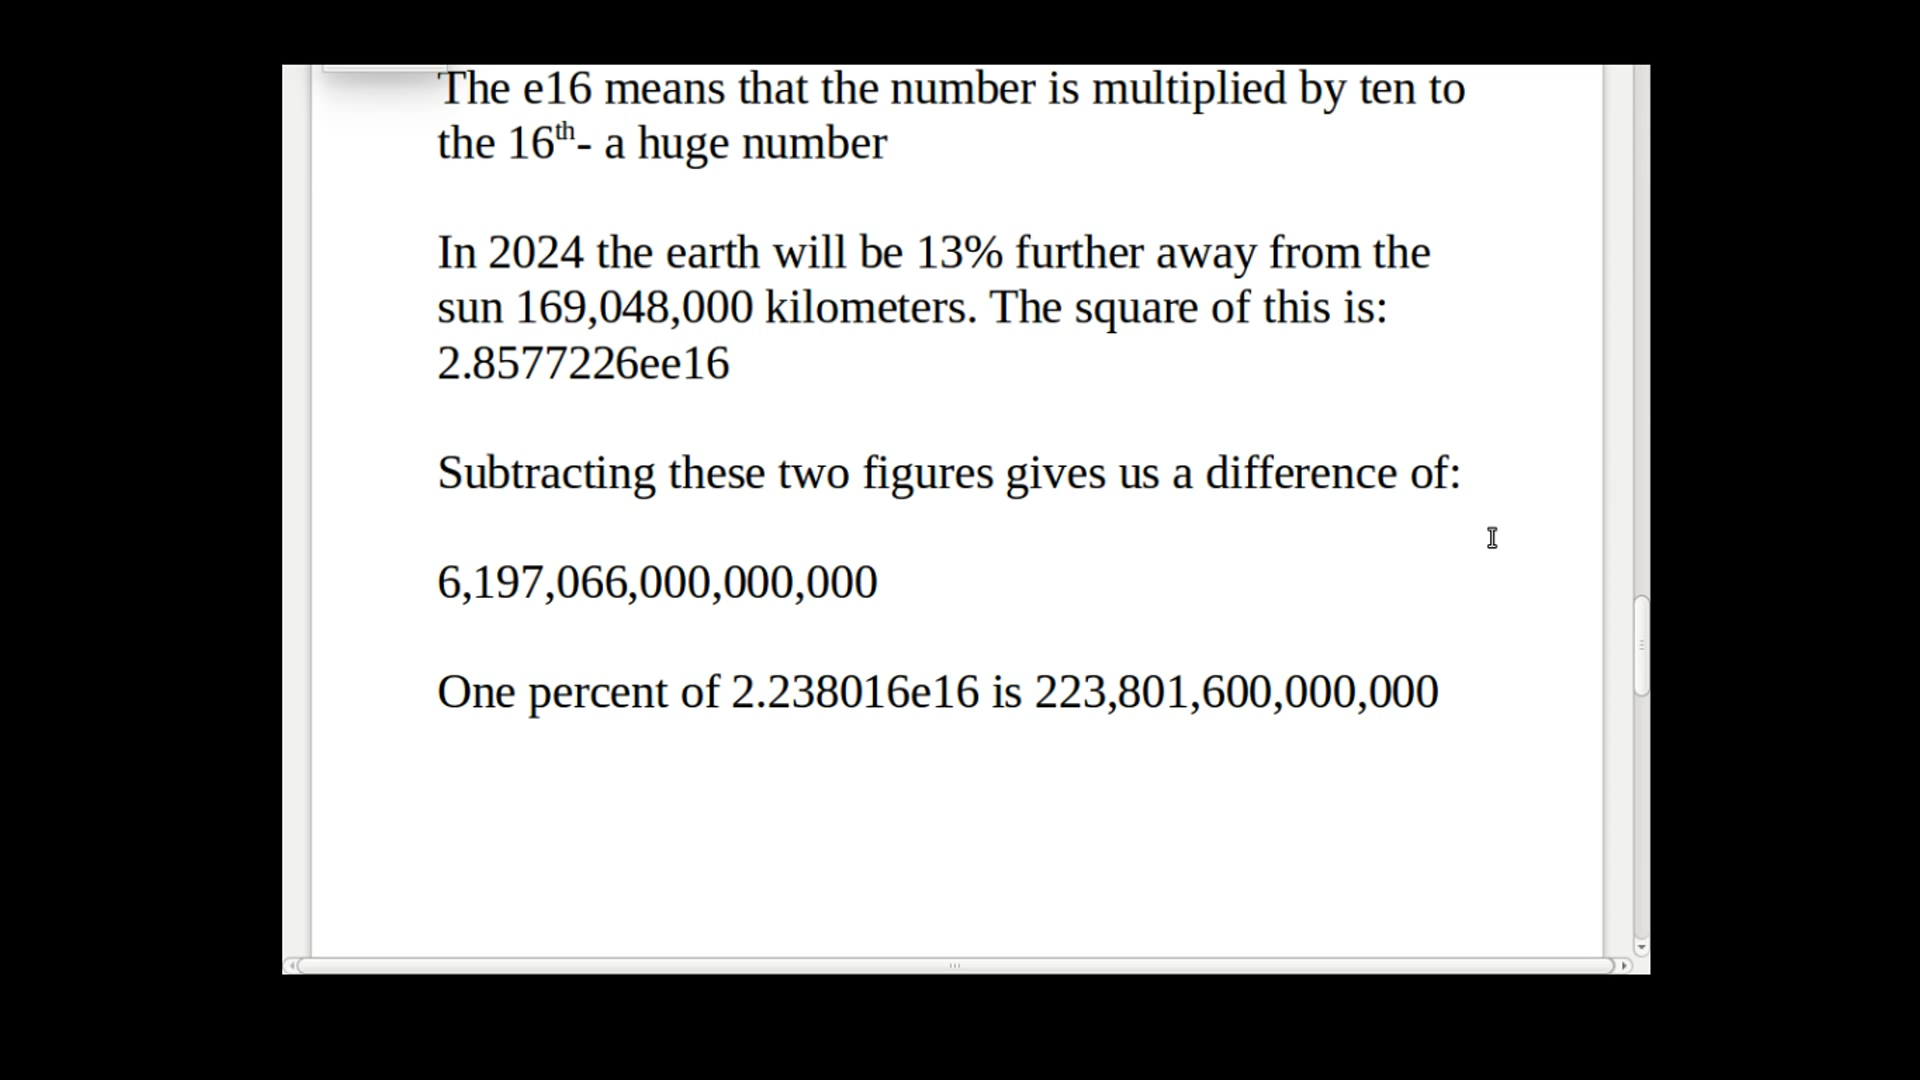 The e16 means that the number is multiplied by ten to
the 16th- a huge number
In 2024 the earth will be 13% further away from the
sun 169,048,000 kilometers. The square of this is:
2.8577226ee16
Subtracting these two figures gives us a difference of:
6,197,066,000,000,000
One percent of 2.238016e16 is 223,801,600,000,000